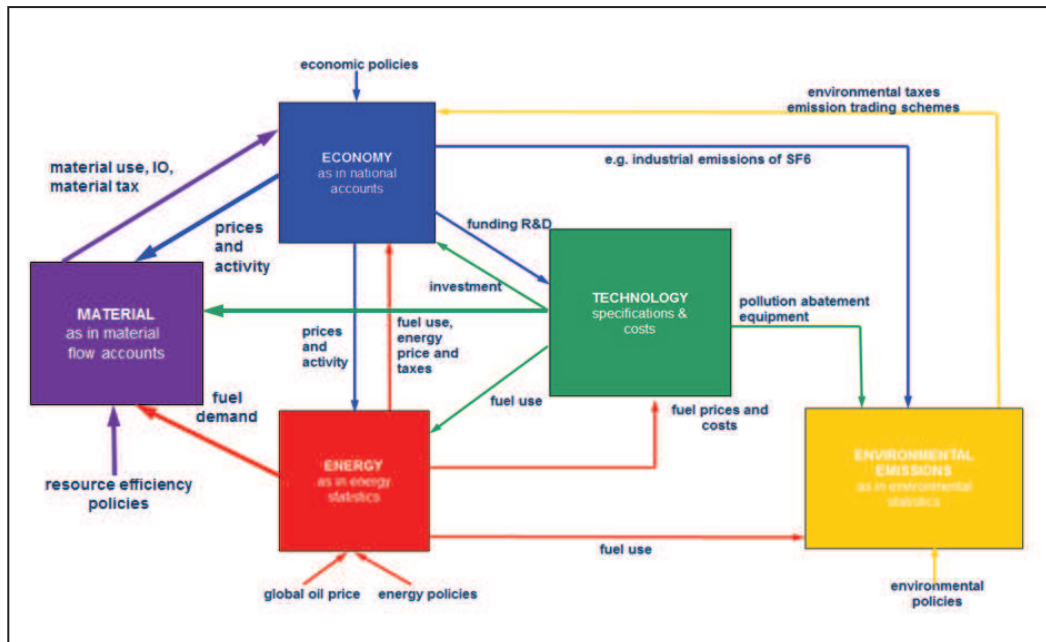 economic policies
environmental taxes
emission trading schemes
ECONOMY
as in national
accounts
material use, IO,
material tax
e.g. industrial emissions of SF6
prices
and
activity
funding R&D
MATERIAL
as in material
flow accounts
investment
TECHNOLOGY
specifications &
costs
pollution abatement
equipment
prices
and
activity
fuel use,
energy
price and
taxes
fuel
demand
fuel use
fuel prices and
costs
ENERGY
as in energy
statistics
ENVIRONMENTAL
EMISSIONS
as in environmental
statistics
resource efficiency
policies
fuel use
global oil price
energy policies
environmental
policies